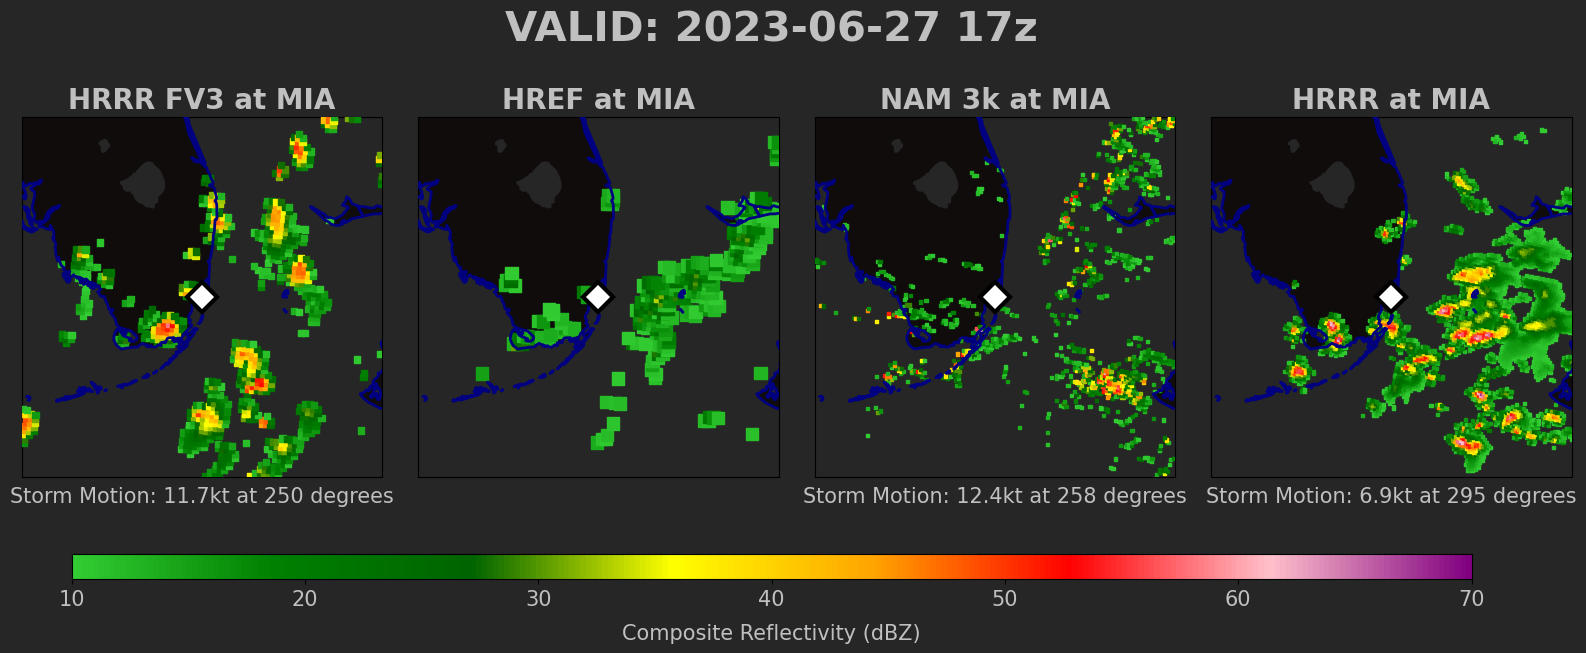 VALID: 2023-06-27 17z
HRRR FV3 at MIA
HREF at MIA
NAM 3k at MIA
HRRR at MIA
Storm Motion: 11.7kt at 250 degrees
Storm Motion: 12.4kt at 258 degrees
Storm Motion: 6.9kt at 295 degrees
10 20 30 40 50 60 70
Composite Reflectivity (dBZ)